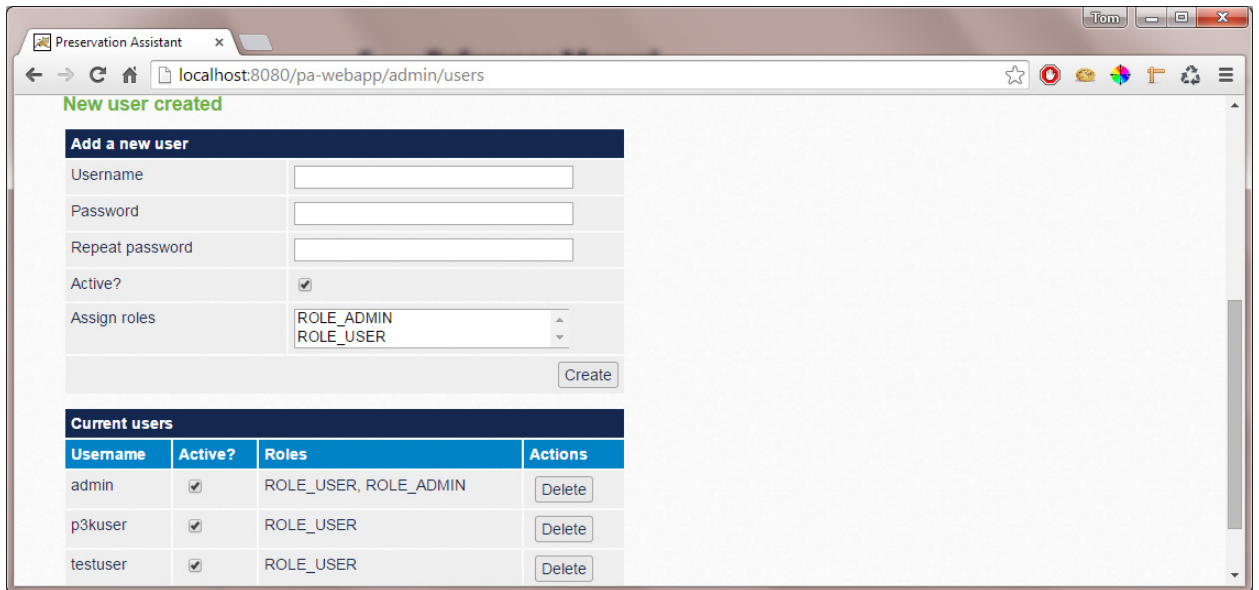 Tom
Preservation Assistant
localhost:8080/pa-webapp/admin/users
New user created
Add a new user
Username
Password
Repeat password
Active?
Assign roles
ROLE_ADMIN
ROLE_USER
Create
Current users
Username Active? Roles Actions
admin ROLE_USER, ROLE_ADMIN Delete
p3kuser ROLE_USER Delete
testuser ROLE_USER Delete